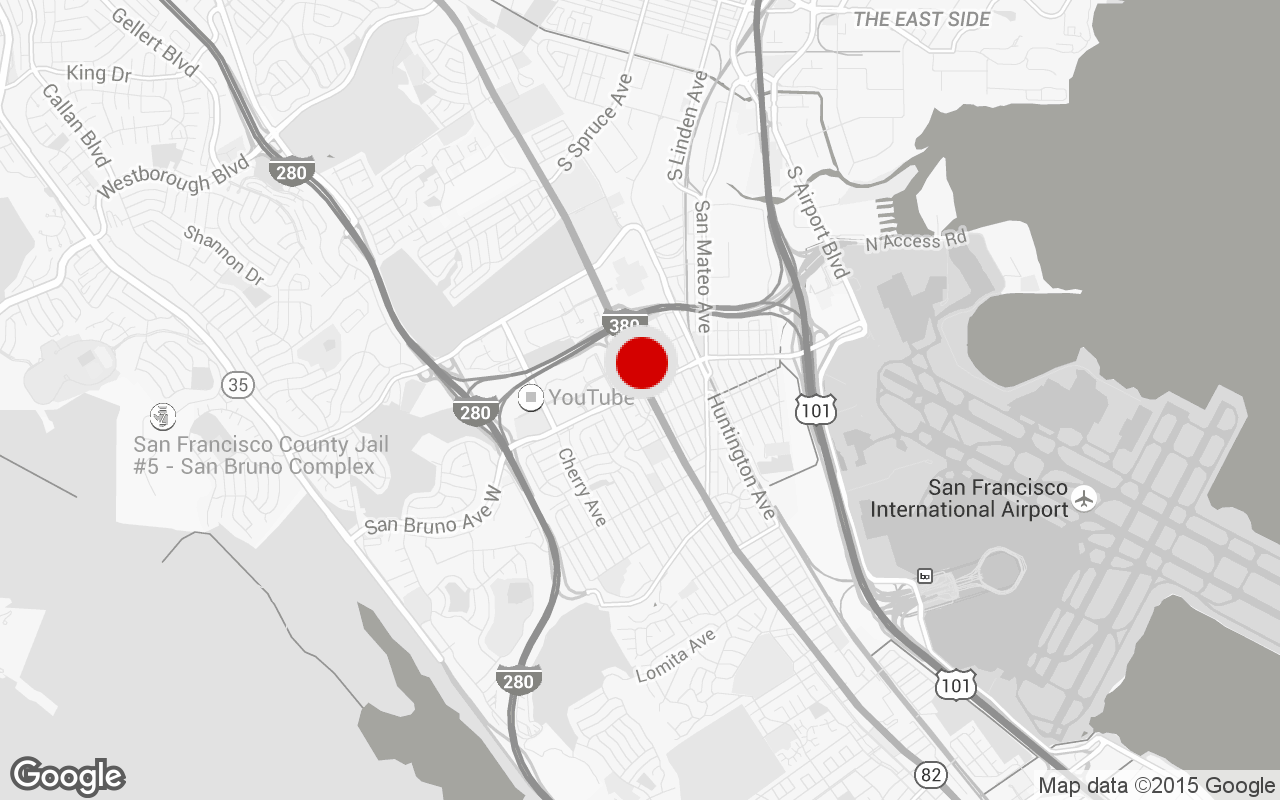 THE EAST SIDE
Gellert Blvd
King Dr
Callan Blvd
Westborough Blvd
280
S Spruce Ave
S Linden Ave
San Mateo Ave
S Airport Blvd
N Access Rd
Shannon Dr
380
35
280
YouTube
101
San Francisco County Jail
#5 - San Bruno Complex
Huntington Ave
Cherry Ave
San Bruno Ave W
San Francisco
International Airport
Lomita Ave
280
101
82
Google
Map data ©2015 Google